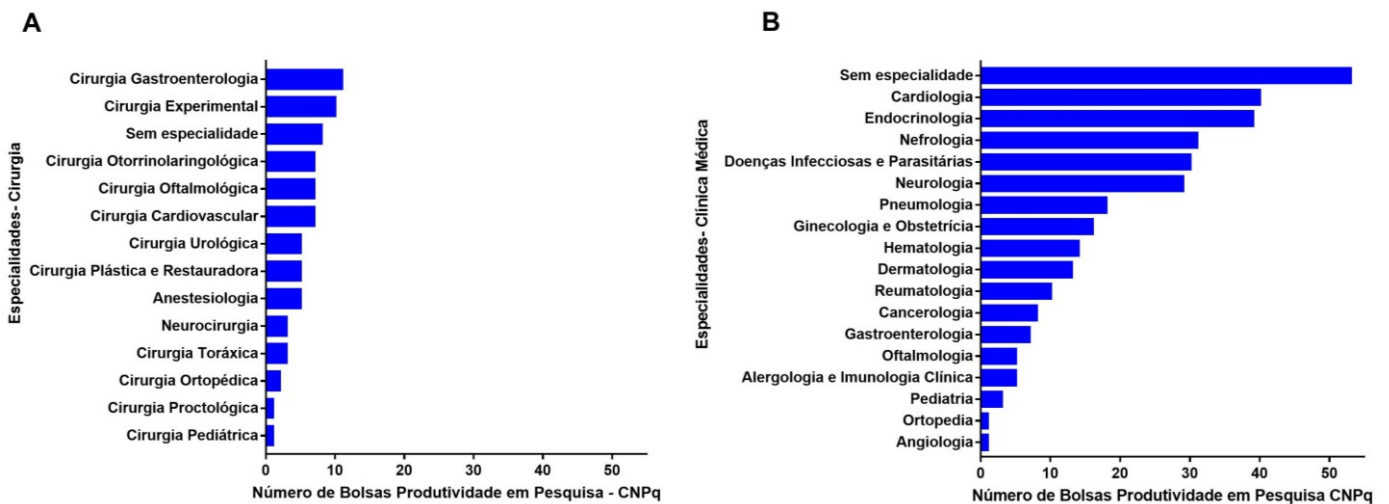 A
Especialidades- Cirurgia
Cirurgia Gastroenterologia
Cirurgia Experimental
Sem especialidade
Cirurgia Otorrinolaringológica
Cirurgia Oftalmológica
Cirurgia Cardiovascular
Cirurgia Urológica
Cirurgia Plástica e Restauradora
Anestesiologia
Neurocirurgia
Cirurgia Toráxica
Cirurgia Ortopédica
Cirurgia Proctológica
Cirurgia Pediátrica
0 10 20 30 40 50
Número de Bolsas Produtividade em Pesquisa - CNPq
B
Especialidades- Clínica Médica
Sem especialidade
Cardiologia
Endocrinologia
Nefrologia
Doenças Infecciosas e Parasitárias
Neurologia
Pneumologia
Ginecologia e Obstetrícia
Hematologia
Dermatologia
Reumatologia
Cancerologia
Gastroenterologia
Oftalmologia
Alergologia e Imunologia Clínica
Pediatria
Ortopedia
Angiologia
0 10 20 30 40 50
Número de Bolsas Produtividade em Pesquisa CNPq